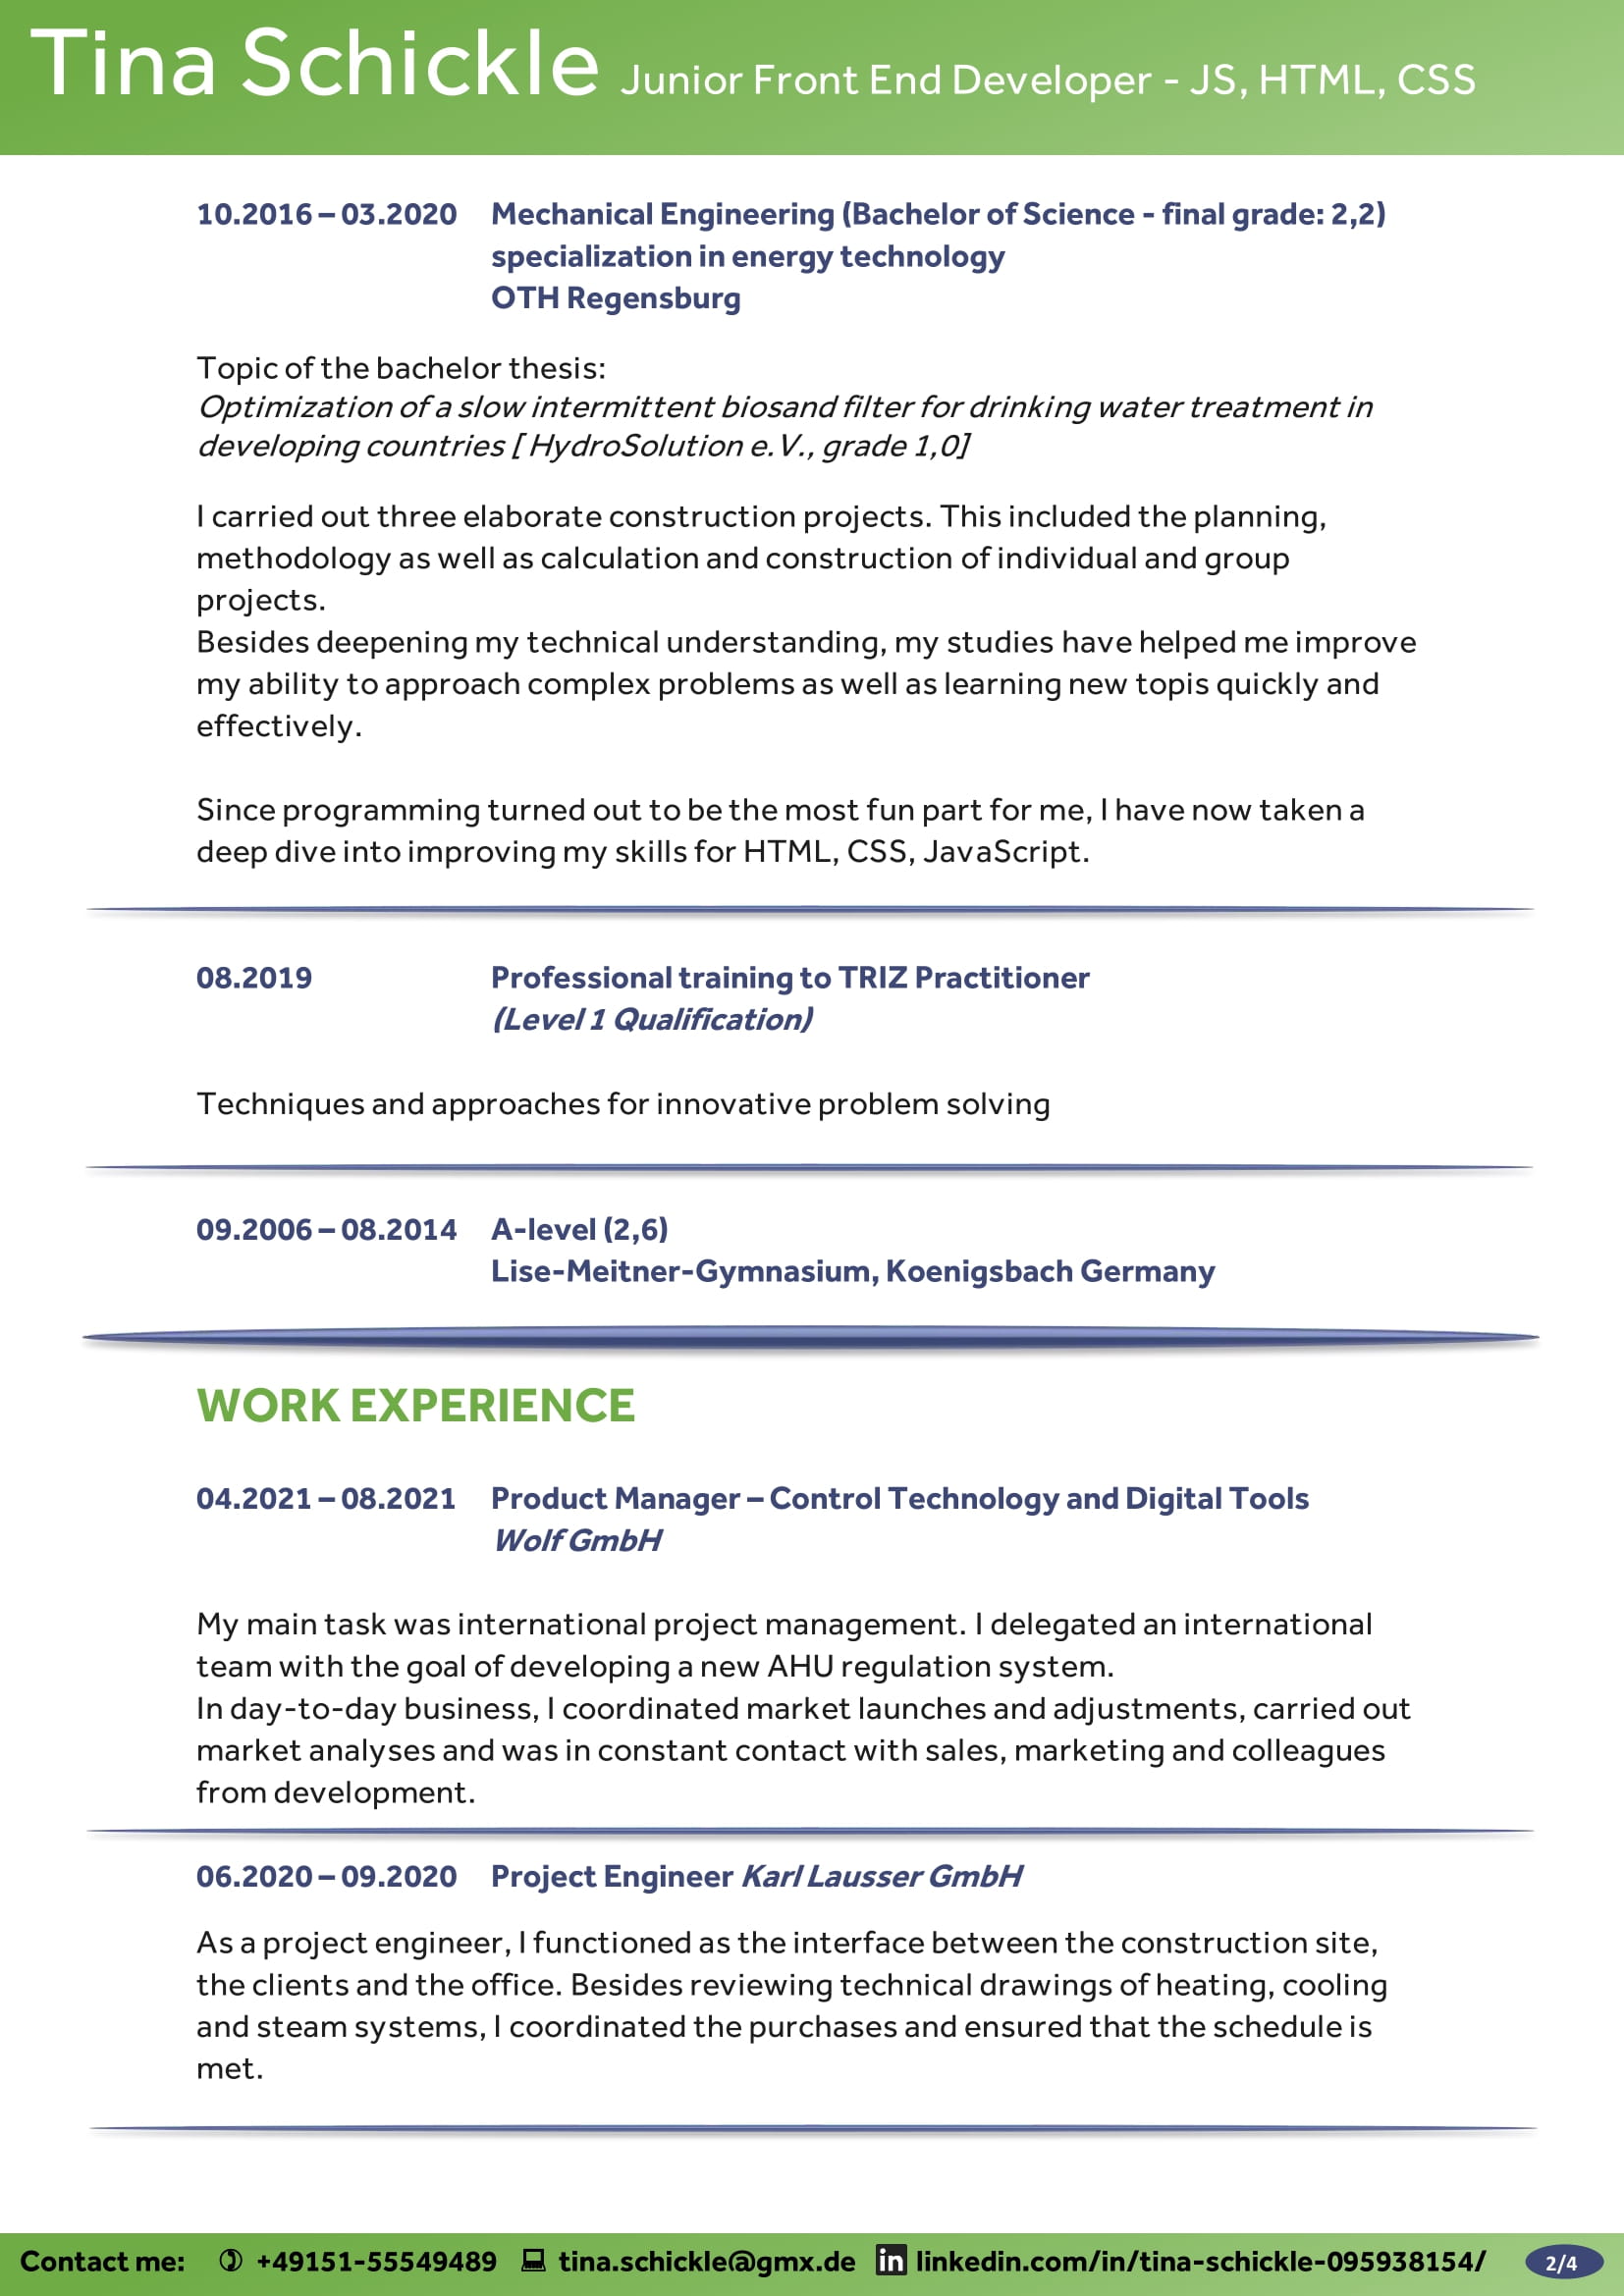 Tina Schickle Junior Front End Developer - JS, HTML, CSS
10.2016 – 03.2020 Mechanical Engineering (Bachelor of Science - final grade: 2,2)
specialization in energy technology
OTH Regensburg
Topic of the bachelor thesis:
Optimization of a slow intermittent biosand filter for drinking water treatment in
developing countries [ HydroSolution e.V., grade 1,0]
I carried out three elaborate construction projects. This included the planning,
methodology as well as calculation and construction of individual and group
projects.
Besides deepening my technical understanding, my studies have helped me improve
my ability to approach complex problems as well as learning new topis quickly and
effectively.
Since programming turned out to be the most fun part for me, I have now taken a
deep dive into improving my skills for HTML, CSS, JavaScript.
08.2019 Professional training to TRIZ Practitioner
(Level 1 Qualification)
Techniques and approaches for innovative problem solving
09.2006 – 08.2014 A-level (2,6)
Lise-Meitner-Gymnasium, Koenigsbach Germany
WORK EXPERIENCE
04.2021 – 08.2021 Product Manager – Control Technology and Digital Tools
Wolf GmbH
My main task was international project management. I delegated an international
team with the goal of developing a new AHU regulation system.
In day-to-day business, I coordinated market launches and adjustments, carried out
market analyses and was in constant contact with sales, marketing and colleagues
from development.
06.2020 – 09.2020 Project Engineer Karl Lausser GmbH
As a project engineer, I functioned as the interface between the construction site,
the clients and the office. Besides reviewing technical drawings of heating, cooling
and steam systems, I coordinated the purchases and ensured that the schedule is
met.
Contact me: +49151-55549489 tina.schickle@gmx.de in linkedin.com/in/tina-schickle-095938154/ 2/4